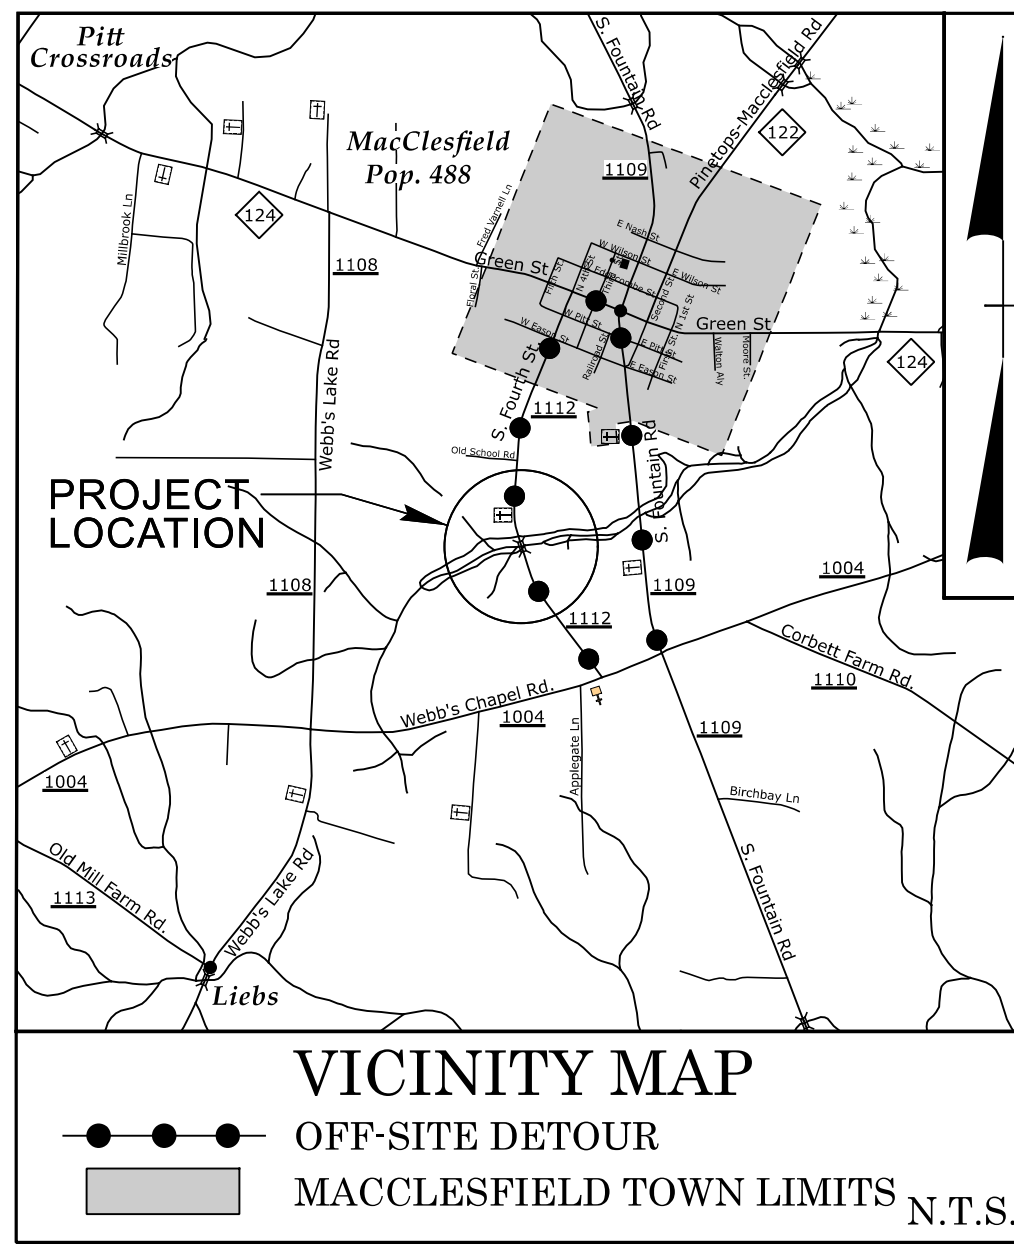 Pitt
Crossroads
S. Fountain Rd
Pinetops-Macclesfield Rd
122
MacClesfield
Pop. 488
1109
124
Millbrook Ln
Fred Varnell Ln
E Nash St
W Wilson St
E Wilson St
1108
Green St
Floral St.
Fifth St.
N 4th St
Second St.
N 1st St
W Pitt St
W Eason St
E Pitt St
E Eason St
Railroad St.
First St.
Green St
Walton Aly
Moore St.
124
Webb's Lake Rd
S. Fourth St.
1112
Old School Rd
S. Fountain Rd
PROJECT
LOCATION
1108
1109
1004
1112
Corbett Farm Rd.
1110
Webb's Chapel Rd.
1004
1109
Applegate Ln
1004
Birchbay Ln
Old Mill Farm Rd.
1113
Webb's Lake Rd
S. Fountain Rd
Liebs
VICINITY MAP
OFF-SITE DETOUR
MACCLESFIELD TOWN LIMITS
N.T.S.